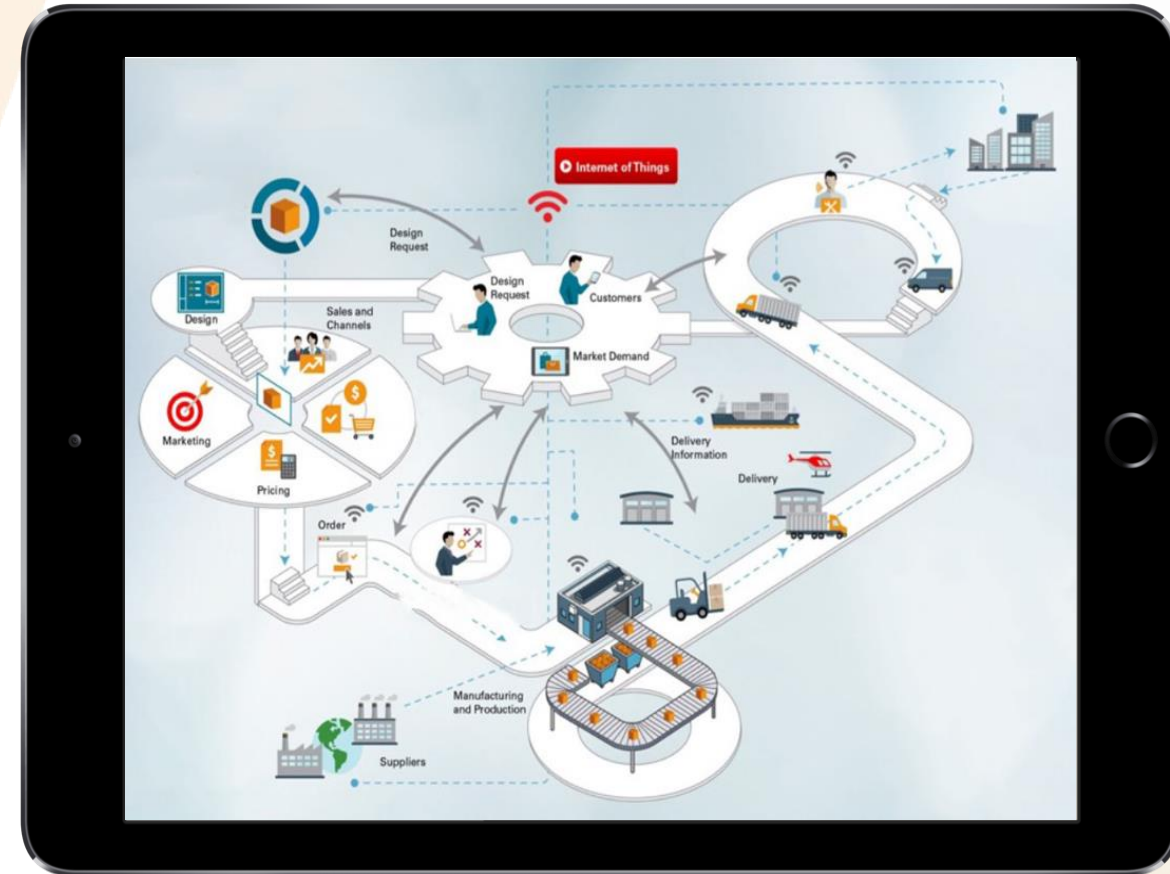 Internet of Things
Design
Request
Design
Request
Customers
Design
Sales and
Channels
Market Demand
Marketing
Delivery
Information
Delivery
Pricing
Order
Manufacturing
and Production
Suppliers